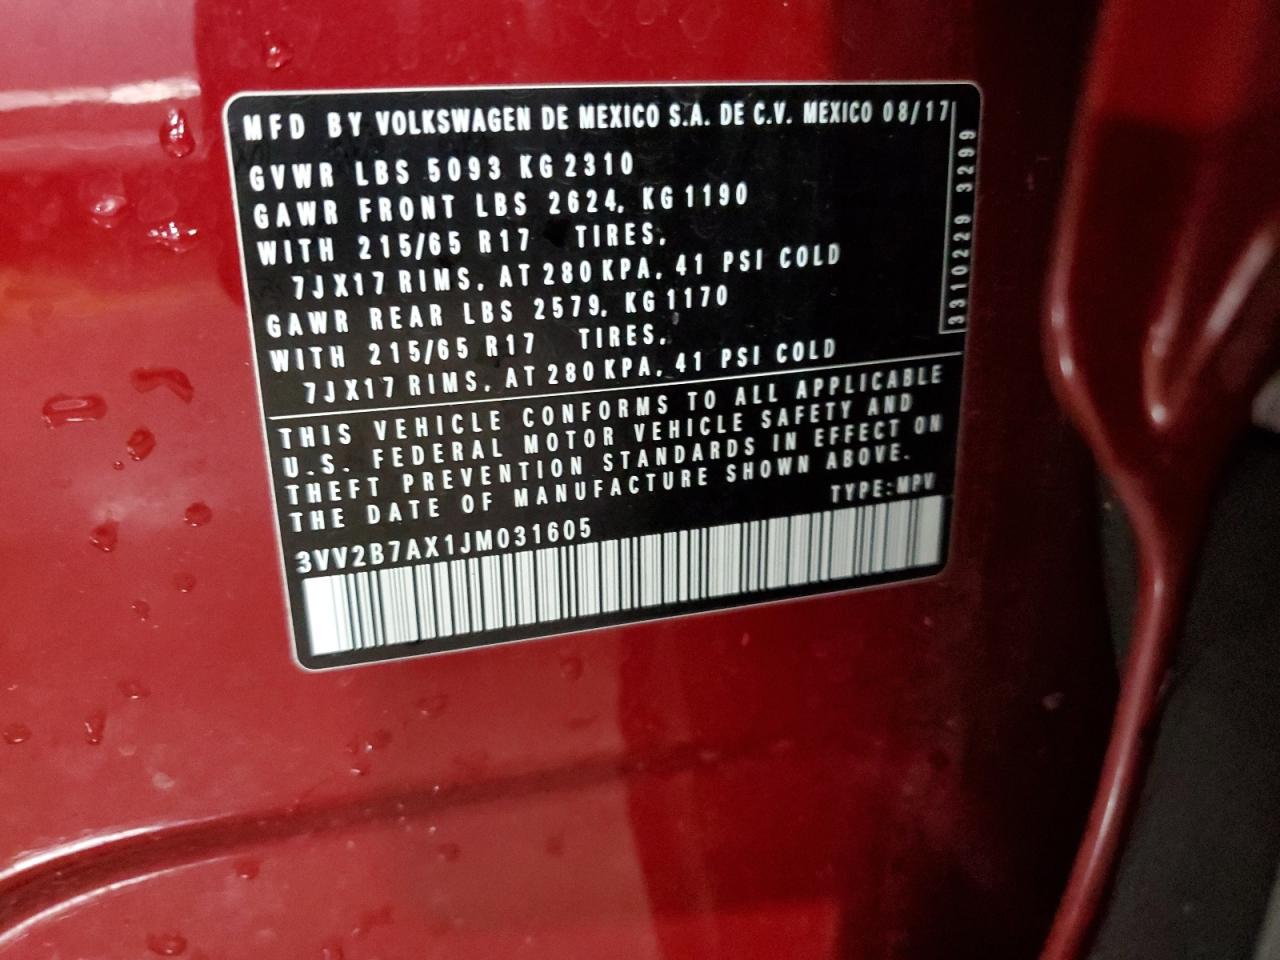 MFD BY VOLKSWAGEN DE MEXICO S.A. DE C.V. MEXICO 08/17
GVWR LBS 5093 KG 2310
GAWR FRONT LBS 2624, KG 1190
WITH 215/65 R17 TIRES,
7JX17 RIMS, AT 280 KPA, 41 PSI COLD
GAWR REAR LBS 2579, KG 1170
WITH 215/65 R17 TIRES,
7JX17 RIMS, AT 280 KPA, 41 PSI COLD
THIS VEHICLE CONFORMS TO ALL APPLICABLE
U.S. FEDERAL MOTOR VEHICLE SAFETY AND
THEFT PREVENTION STANDARDS IN EFFECT ON
THE DATE OF MANUFACTURE SHOWN ABOVE.
3VV2B7AX1JM031605 TYPE:MPV
3310229 3299